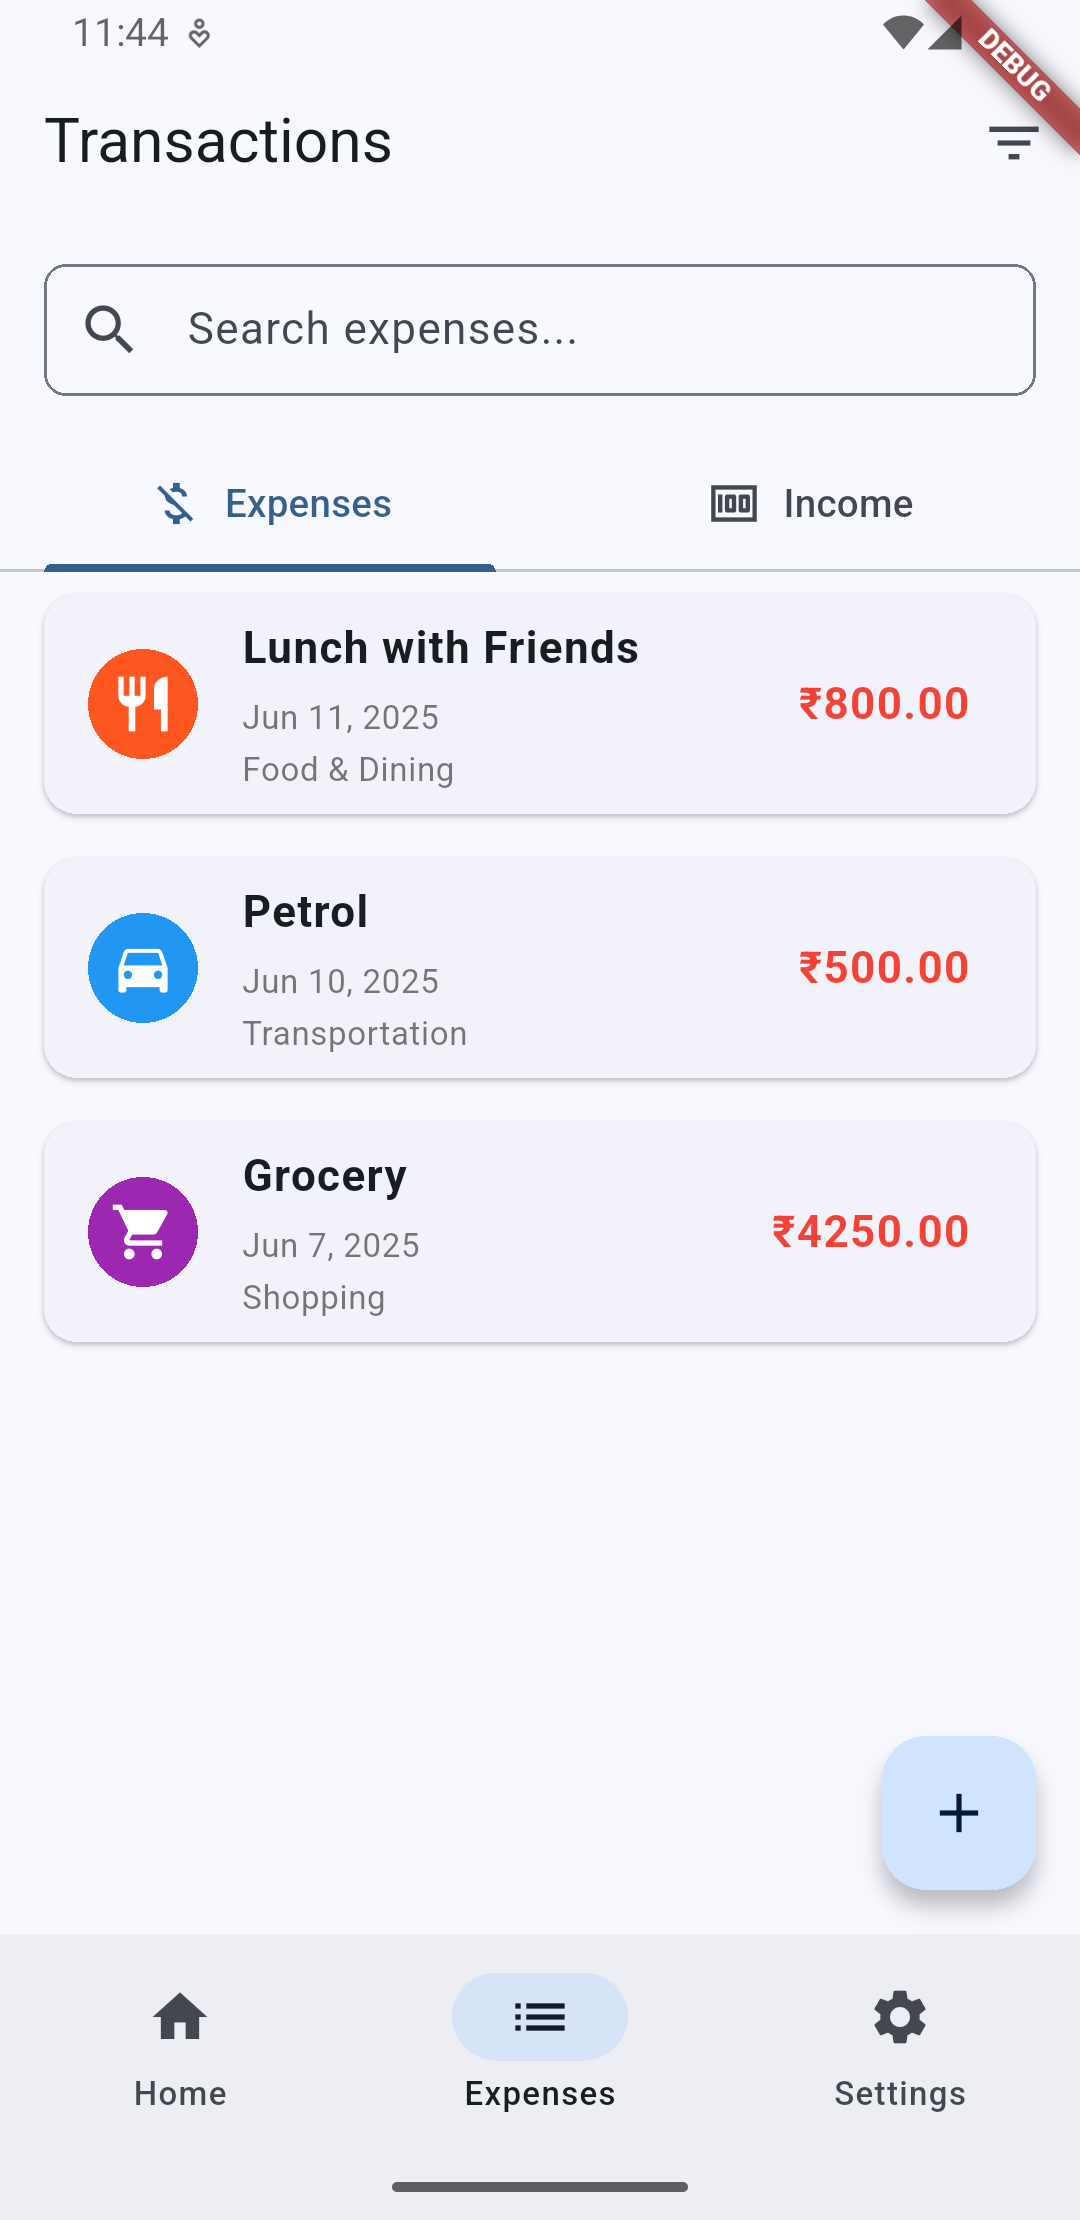 11:44
DEBUG
Transactions
Search expenses...
Expenses
Income
Lunch with Friends
Jun 11, 2025
Food & Dining
₹800.00
Petrol
Jun 10, 2025
Transportation
₹500.00
Grocery
Jun 7, 2025
Shopping
₹4250.00
Home
Expenses
Settings